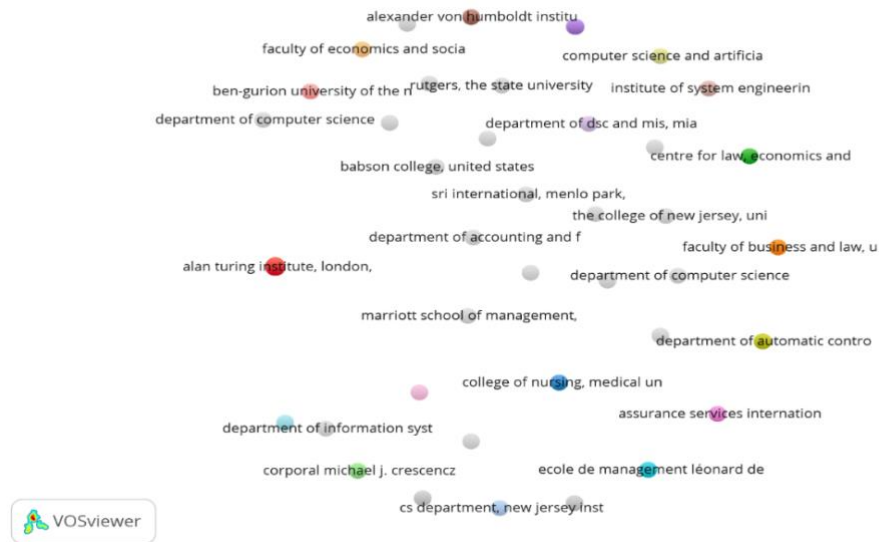 alexander von humboldt institu
faculty of economics and socia
computer science and artificia
ben-gurion university of the n
rutgers, the state university
institute of system engineerin
department of computer science
department of dsc and mis, mia
centre for law, economics and
babson college, united states
sri international, menlo park,
the college of new jersey, uni
department of accounting and f
faculty of business and law, u
alan turing institute, london,
department of computer science
marriott school of management,
department of automatic contro
college of nursing, medical un
assurance services internation
department of information syst
corporal michael j. crescencz
ecole de management léonard de
cs department, new jersey inst
VOSviewer